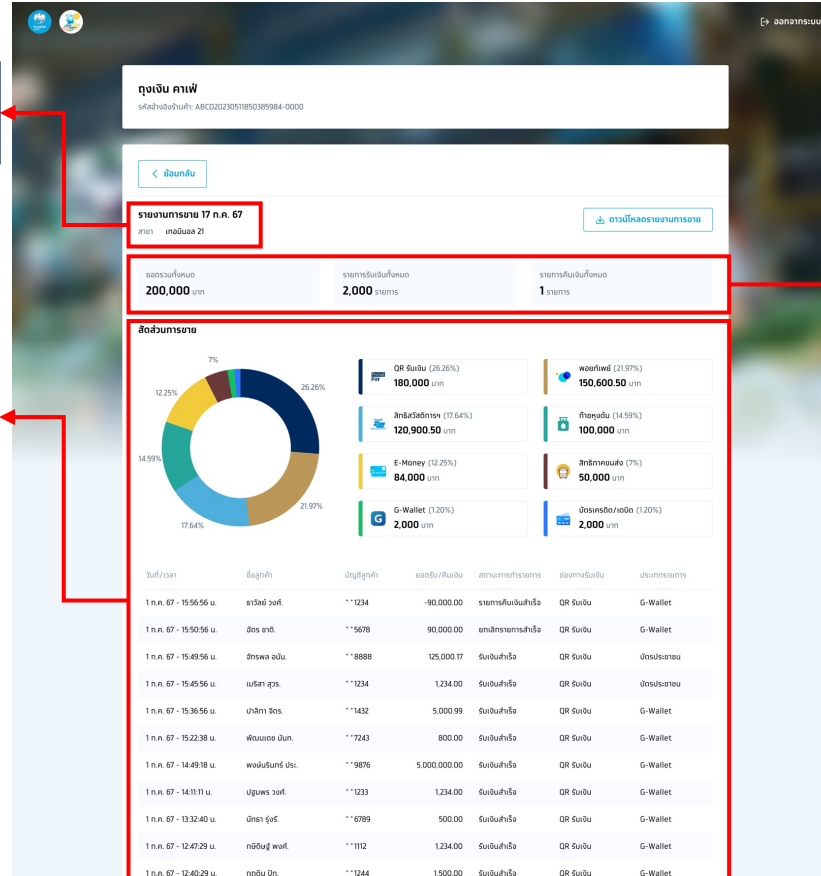 ออกจากระบบ
ถุงเงิน คาเฟ่
รหัสอ้างอิงร้านค้า: ABCD20230511850385984-0000
ย้อนกลับ
รายงานการขาย 17 ก.ค. 67
ดาวน์โหลดรายงานการขาย
สาขา เทอมินอล 21
ยอดรวมทั้งหมด รายการรับเงินทั้งหมด รายการคืนเงินทั้งหมด
200,000 บาท 2,000 รายการ 1 รายการ
สัดส่วนการขาย
7%
12.25%
26.26%
14.59%
21.97%
17.64%
QR รับเงิน (26.26%)
180,000 บาท
พอยท์เพย์ (21.97%)
150,600.50 บาท
สิทธิสวัสดิการฯ (17.64%)
120,900.50 บาท
ก๊าซหุงต้ม (14.59%)
100,000 บาท
E-Money (12.25%)
84,000 บาท
สิทธิภาคขนส่ง (7%)
50,000 บาท
G-Wallet (1.20%)
2,000 บาท
บัตรเครดิต/เดบิต (1.20%)
2,000 บาท
วันที่/เวลา ชื่อลูกค้า บัญชีลูกค้า ยอดรับ/คืนเงิน สถานะการทำรายการ ช่องทางรับเงิน ประเภทรายการ
1 ก.ค. 67 - 15:56:56 น. ธาวัลย์ วงศ์. **1234 -90,000.00 รายการคืนเงินสำเร็จ QR รับเงิน G-Wallet
1 ก.ค. 67 - 15:50:56 น. ฉัตร ชาติ. **5678 90,000.00 ยกเลิกรายการสำเร็จ QR รับเงิน G-Wallet
1 ก.ค. 67 - 15:49:56 น. จักรพล อนัน. **8888 125,000.17 รับเงินสำเร็จ QR รับเงิน บัตรประชาชน
1 ก.ค. 67 - 15:45:56 น. เมริสา สุวร. **1234 1,234.00 รับเงินสำเร็จ QR รับเงิน บัตรประชาชน
1 ก.ค. 67 - 15:36:56 น. ปาลิกา จิตร. **1432 5,000.99 รับเงินสำเร็จ QR รับเงิน G-Wallet
1 ก.ค. 67 - 15:22:38 น. พัฒนเดช นันท. **7243 800.00 รับเงินสำเร็จ QR รับเงิน G-Wallet
1 ก.ค. 67 - 14:49:18 น. พงษ์นรินทร์ ประ. **9876 5,000,000.00 รับเงินสำเร็จ QR รับเงิน G-Wallet
1 ก.ค. 67 - 14:11:11 น. ปฐมพร วงศ์. **1233 1,234.00 รับเงินสำเร็จ QR รับเงิน G-Wallet
1 ก.ค. 67 - 13:32:40 น. มัทธา รุ่งรั. **6789 500.00 รับเงินสำเร็จ QR รับเงิน G-Wallet
1 ก.ค. 67 - 12:47:29 น. กษิดิษฐ์ พงศ์. **1112 1,234.00 รับเงินสำเร็จ QR รับเงิน G-Wallet
1 ก.ค. 67 - 12:40:29 น. กฤติน ปัท. **1244 1,500.00 รับเงินสำเร็จ QR รับเงิน G-Wallet